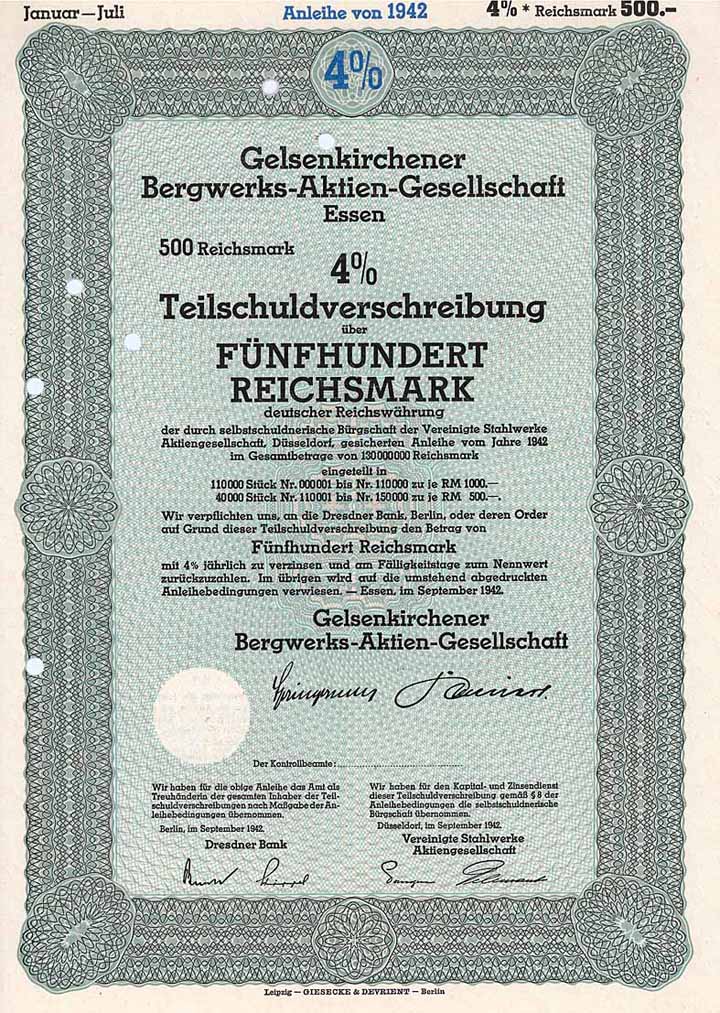 Januar—Juli Anleihe von 1942 4% * Reichsmark 500.–
4%
Gelsenkirchener
Bergwerks-Aktien-Gesellschaft
Essen
500 Reichsmark
4%
Teilschuldverschreibung
über
FÜNFHUNDERT
REICHSMARK
deutscher Reichswährung
der durch selbstschuldnerische Bürgschaft der Vereinigte Stahlwerke
Aktiengesellschaft, Düsseldorf, gesicherten Anleihe vom Jahre 1942
im Gesamtbetrage von 130000000 Reichsmark
eingeteilt in
110000 Stück Nr. 000001 bis Nr. 110000 zu je RM 1000.—
40000 Stück Nr. 110001 bis Nr. 150000 zu je RM 500.—.
Wir verpflichten uns, an die Dresdner Bank, Berlin, oder deren Order
auf Grund dieser Teilschuldverschreibung den Betrag von
Fünfhundert Reichsmark
mit 4% jährlich zu verzinsen und am Fälligkeitstage zum Nennwert
zurückzuzahlen. Im übrigen wird auf die umstehend abgedruckten
Anleihebedingungen verwiesen. — Essen, im September 1942.
Gelsenkirchener
Bergwerks-Aktien-Gesellschaft
Der Kontrollbeamte:
Wir haben für die obige Anleihe das Amt als
Treuhänderin der gesamten Inhaber der Teil-
schuldverschreibungen nach Maßgabe der An-
leihebedingungen übernommen.
Berlin, im September 1942.
Dresdner Bank
Wir haben für den Kapital- und Zinsendienst
dieser Teilschuldverschreibung gemäß § 8 der
Anleihebedingungen die selbstschuldnerische
Bürgschaft übernommen.
Düsseldorf, im September 1942.
Vereinigte Stahlwerke
Aktiengesellschaft
Leipzig — GIESECKE & DEVRIENT — Berlin